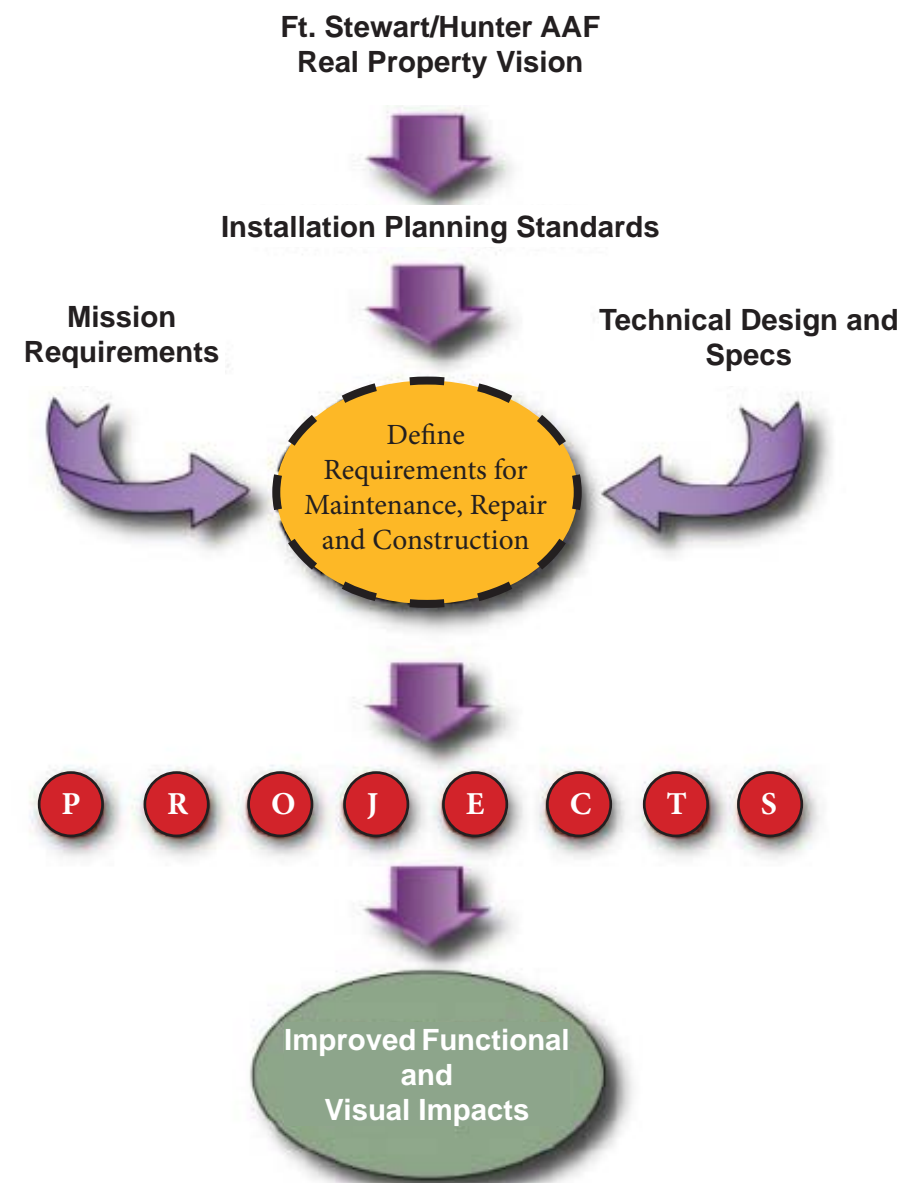 Ft. Stewart/Hunter AAF
Real Property Vision
Installation Planning Standards
Mission
Requirements
Technical Design and
Specs
Define
Requirements for
Maintenance, Repair
and Construction
P R O J E C T S
Improved Functional
and
Visual Impacts